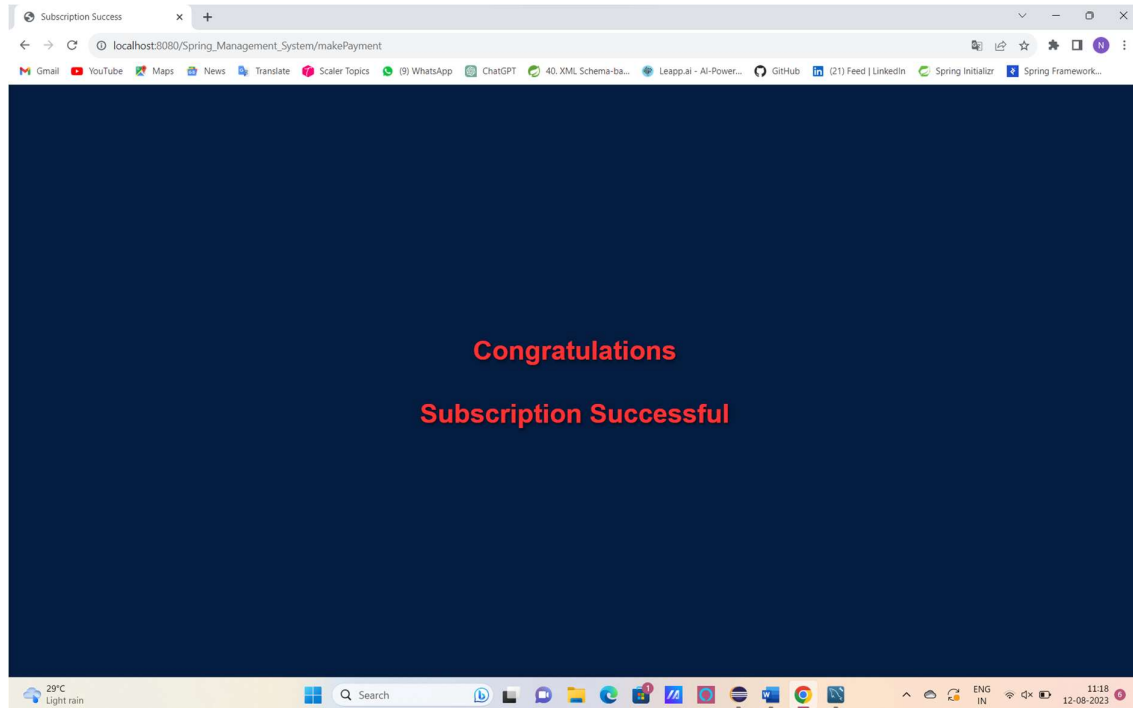 Subscription Success
localhost:8080/Spring_Management_System/makePayment
N
Gmail YouTube Maps News Translate Scaler Topics (9) WhatsApp ChatGPT 40. XML Schema-ba... Leapp.ai - AI-Power... GitHub (21) Feed | LinkedIn Spring Initializr Spring Framework...
Congratulations
Subscription Successful
29°C
Light rain
Search
1
ENG
IN
11:18
12-08-2023
6